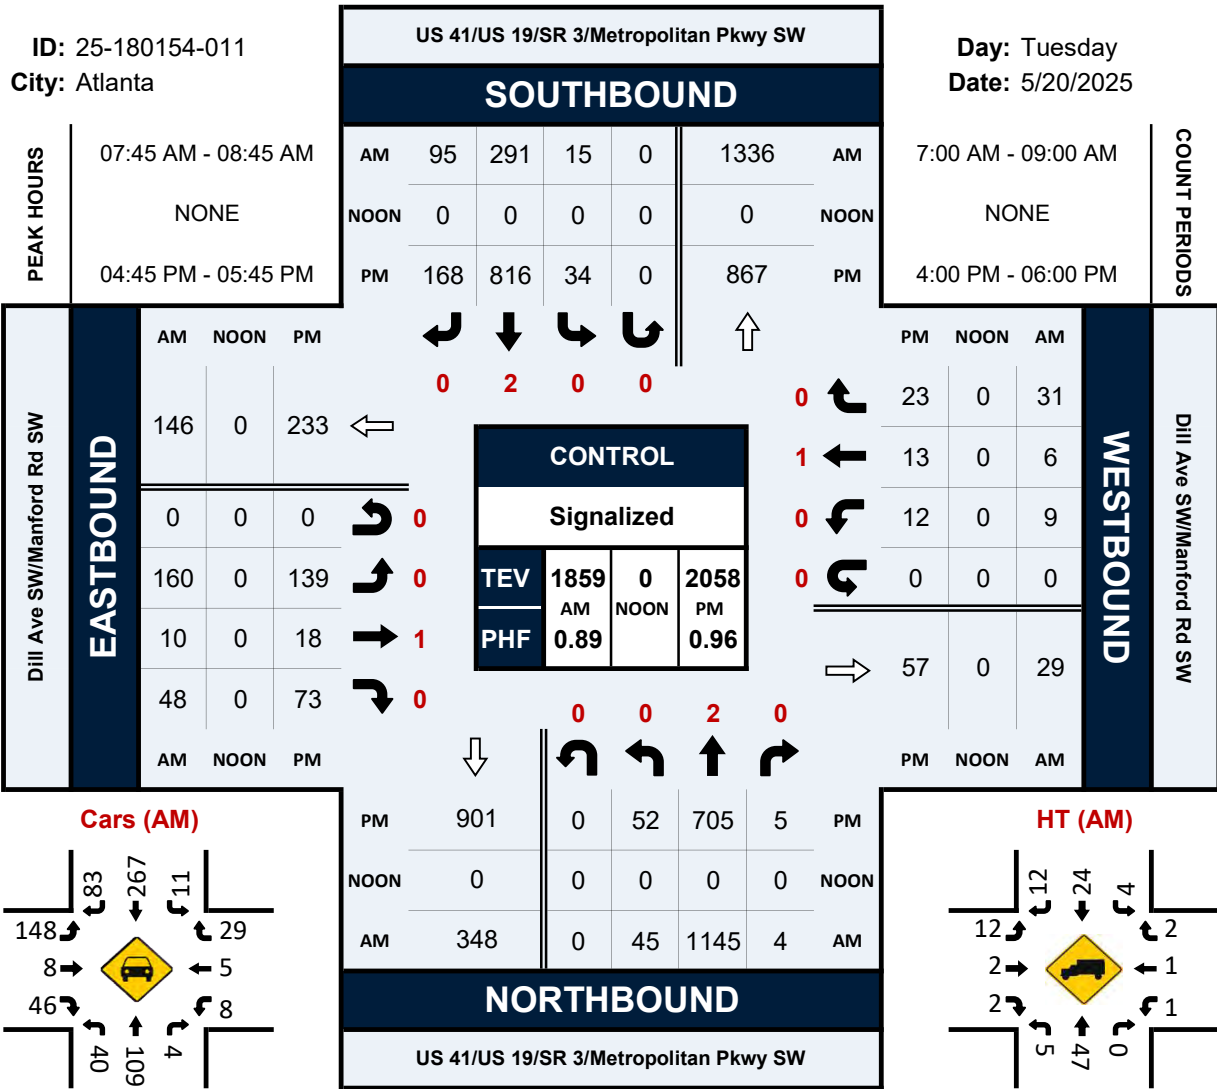 US 41/US 19/SR 3/Metropolitan Pkwy SW
ID: 25-180154-011
Day: Tuesday
City: Atlanta
Date: 5/20/2025
SOUTHBOUND
PEAK HOURS
07:45 AM - 08:45 AM
AM 95 291 15 0 1336 AM
7:00 AM - 09:00 AM
COUNT PERIODS
NONE
NOON 0 0 0 0 0 NOON
NONE
04:45 PM - 05:45 PM
PM 168 816 34 0 867 PM
4:00 PM - 06:00 PM
AM NOON PM
PM NOON AM
0 2 0 0
0 23 0 31
146 0 233
1 13 0 6
0 12 0 9
0 0 0 0
0 0 0 0
160 0 139 0
10 0 18 1
48 0 73 0
57 0 29
Dill Ave SW/Manford Rd SW
EASTBOUND
WESTBOUND
Dill Ave SW/Manford Rd SW
CONTROL
Signalized
TEV 1859 0 2058
AM NOON PM
PHF 0.89 0.96
0 0 2 0
AM NOON PM
PM NOON AM
PM 901 0 52 705 5 PM
NOON 0 0 0 0 0 NOON
AM 348 0 45 1145 4 AM
NORTHBOUND
US 41/US 19/SR 3/Metropolitan Pkwy SW
Cars (AM)
83 267 11
148 29
8 5
46 8
40 109 4
HT (AM)
12 24 4
12 2
2 1
2 1
5 47 0